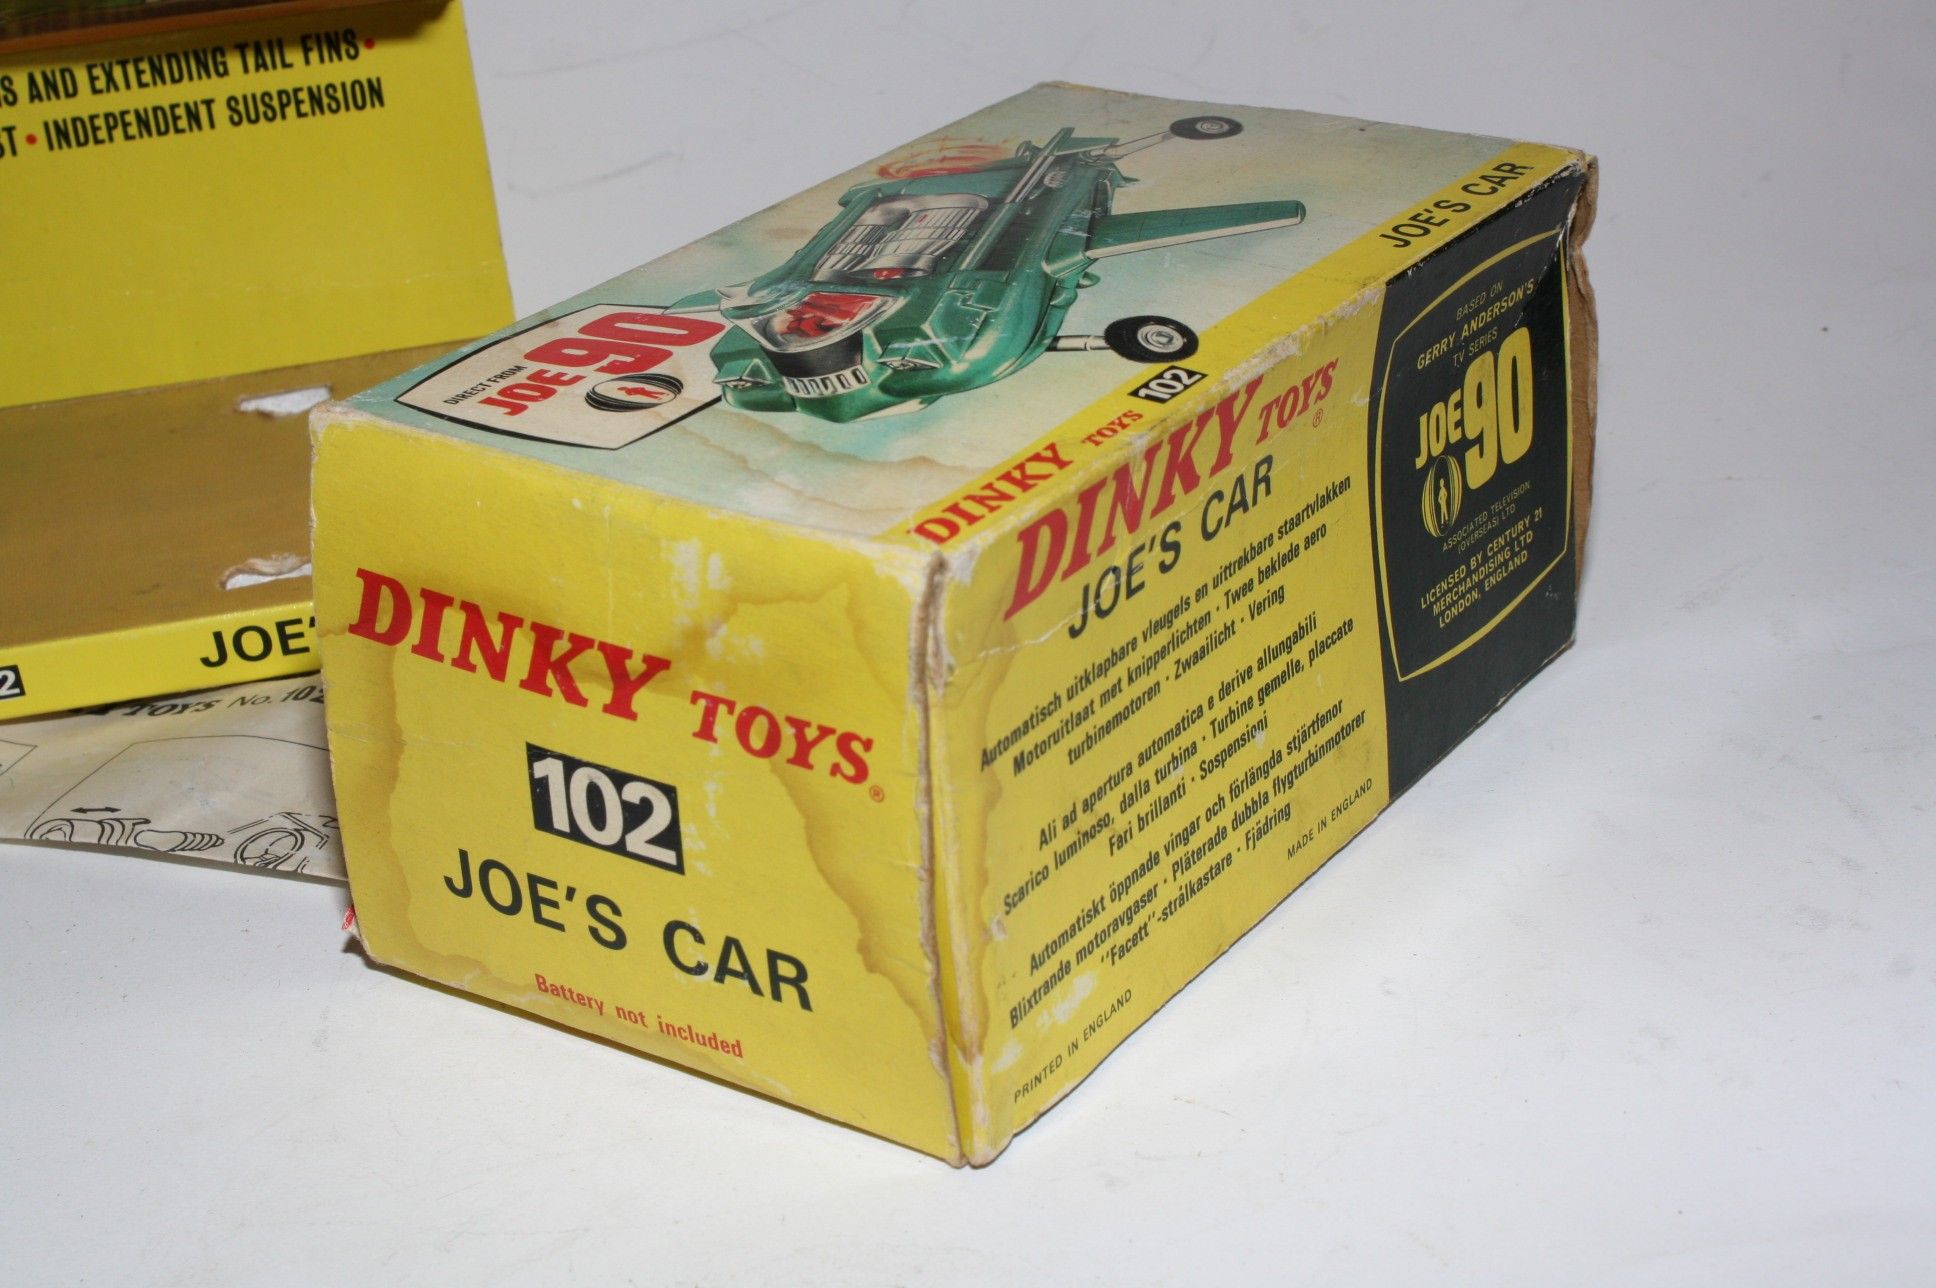 S AND EXTENDING TAIL FINS •
ST • INDEPENDENT SUSPENSION
2 JOE'
TOYS No. 102
DIRECT FROM
JOE 90
JOE'S CAR
DINKY TOYS 102
DINKY TOYS®
102
JOE'S CAR
Battery not included
DINKY TOYS®
JOE'S CAR
Automatisch uitklapbare vleugels en uittrekbare staartvlakken
Motoruitlaat met knipperlichten · Twee beklede aero
turbinemotoren · Zwaailicht · Vering
Ali ad apertura automatica e derive allungabili
Scarico luminoso, dalla turbina · Turbine gemelle, placcate
Fari brillanti · Sospensioni
Automatiskt öppnade vingar och förlängda stjärtfenor
Blixtrande motoravgaser · Pläterade dubbla flygturbinmotorer
"Facett"-strålkastare · Fjädring
PRINTED IN ENGLAND
MADE IN ENGLAND
BASED ON
GERRY ANDERSON'S
TV SERIES
JOE 90
ASSOCIATED TELEVISION
(OVERSEAS) LTD
LICENSED BY CENTURY 21
MERCHANDISING LTD
LONDON, ENGLAND